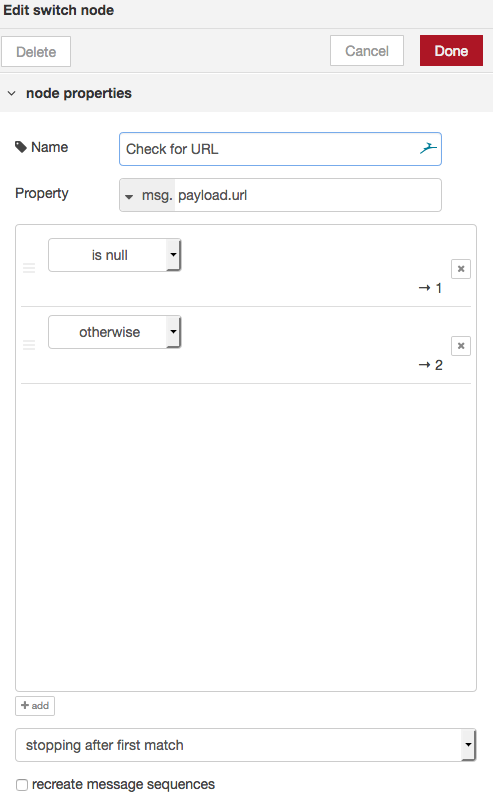 Edit switch node
Delete
Cancel
Done
node properties
Name
Check for URL
Property
msg. payload.url
is null
→ 1
otherwise
→ 2
+ add
stopping after first match
recreate message sequences